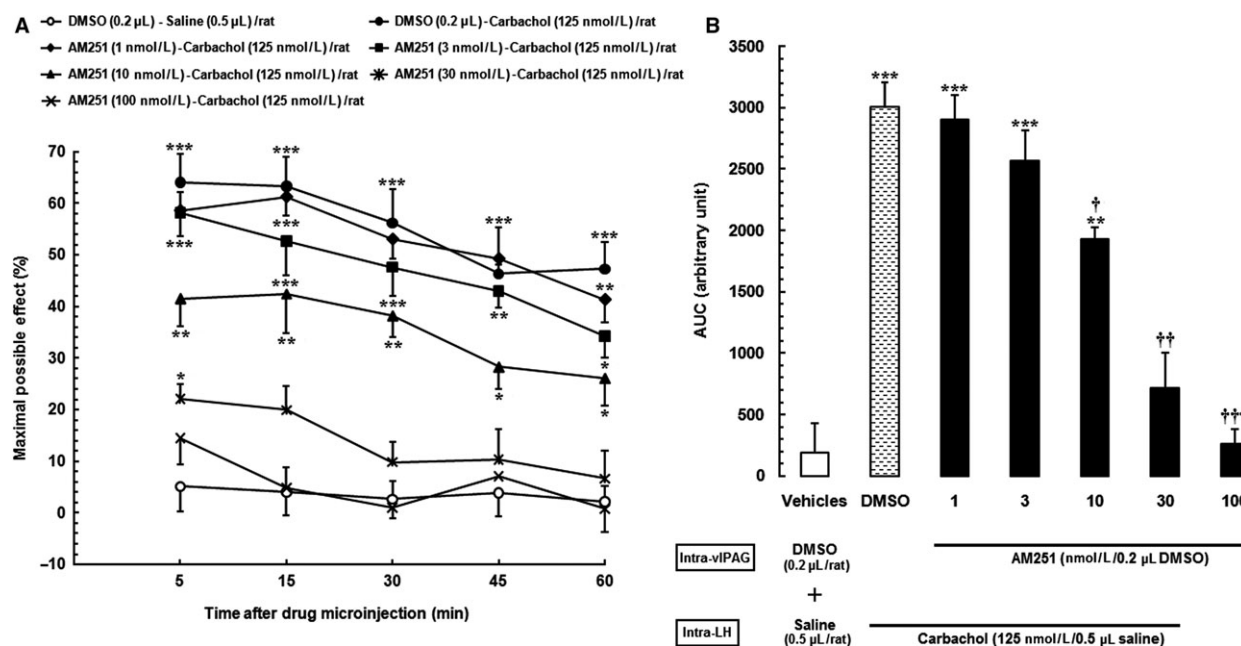 A
DMSO (0.2 µL) - Saline (0.5 µL) /rat
DMSO (0.2 µL) -Carbachol (125 nmol/L) /rat
AM251 (1 nmol/L) -Carbachol (125 nmol/L) /rat
AM251 (3 nmol/L) -Carbachol (125 nmol/L) /rat
AM251 (10 nmol/L) -Carbachol (125 nmol/L) /rat
AM251 (30 nmol/L) -Carbachol (125 nmol/L) /rat
AM251 (100 nmol/L) -Carbachol (125 nmol/L) /rat
Maximal possible effect (%)
70
60
50
40
30
20
10
0
–10
*** *** *** *** ***
*** *** **
*** *** ** *
** ** ** * *
*
5 15 30 45 60
Time after drug microinjection (min)
B
AUC (arbitrary unit)
3500
3000
2500
2000
1500
1000
500
0
***
***
***
†
**
††
†††
Vehicles DMSO 1 3 10 30 100
Intra-vlPAG
DMSO
(0.2 µL/rat)
AM251 (nmol/L/0.2 µL DMSO)
+
Intra-LH
Saline
(0.5 µL/rat)
Carbachol (125 nmol/L/0.5 µL saline)